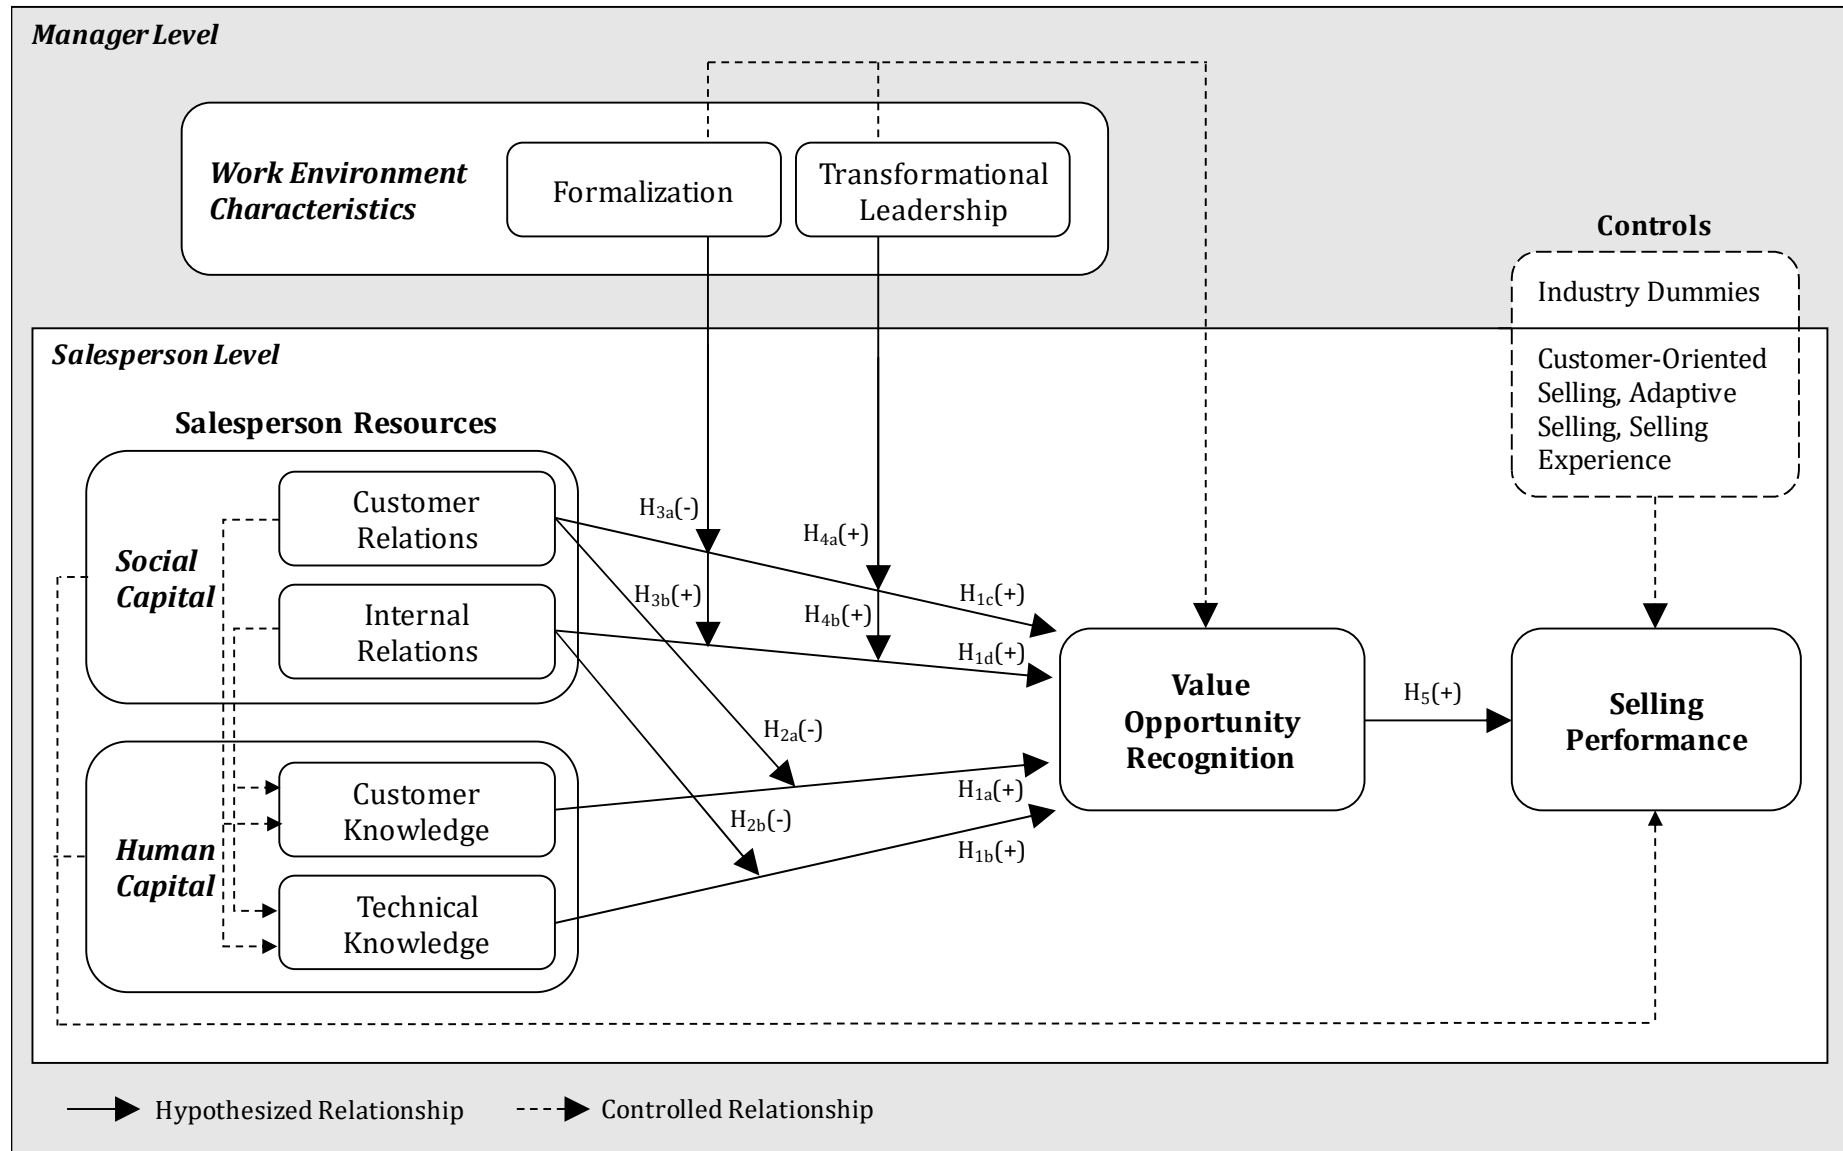 Manager Level
Work Environment
Characteristics
Formalization
Transformational
Leadership
Controls
Industry Dummies
Customer-Oriented
Selling, Adaptive
Selling, Selling
Experience
Salesperson Level
Salesperson Resources
Social
Capital
Customer
Relations
Internal
Relations
Human
Capital
Customer
Knowledge
Technical
Knowledge
H3a(-)
H4a(+)
H3b(+)
H4b(+)
H1c(+)
H1d(+)
H2a(-)
H2b(-)
H1a(+)
H1b(+)
Value
Opportunity
Recognition
H5(+)
Selling
Performance
Hypothesized Relationship
Controlled Relationship